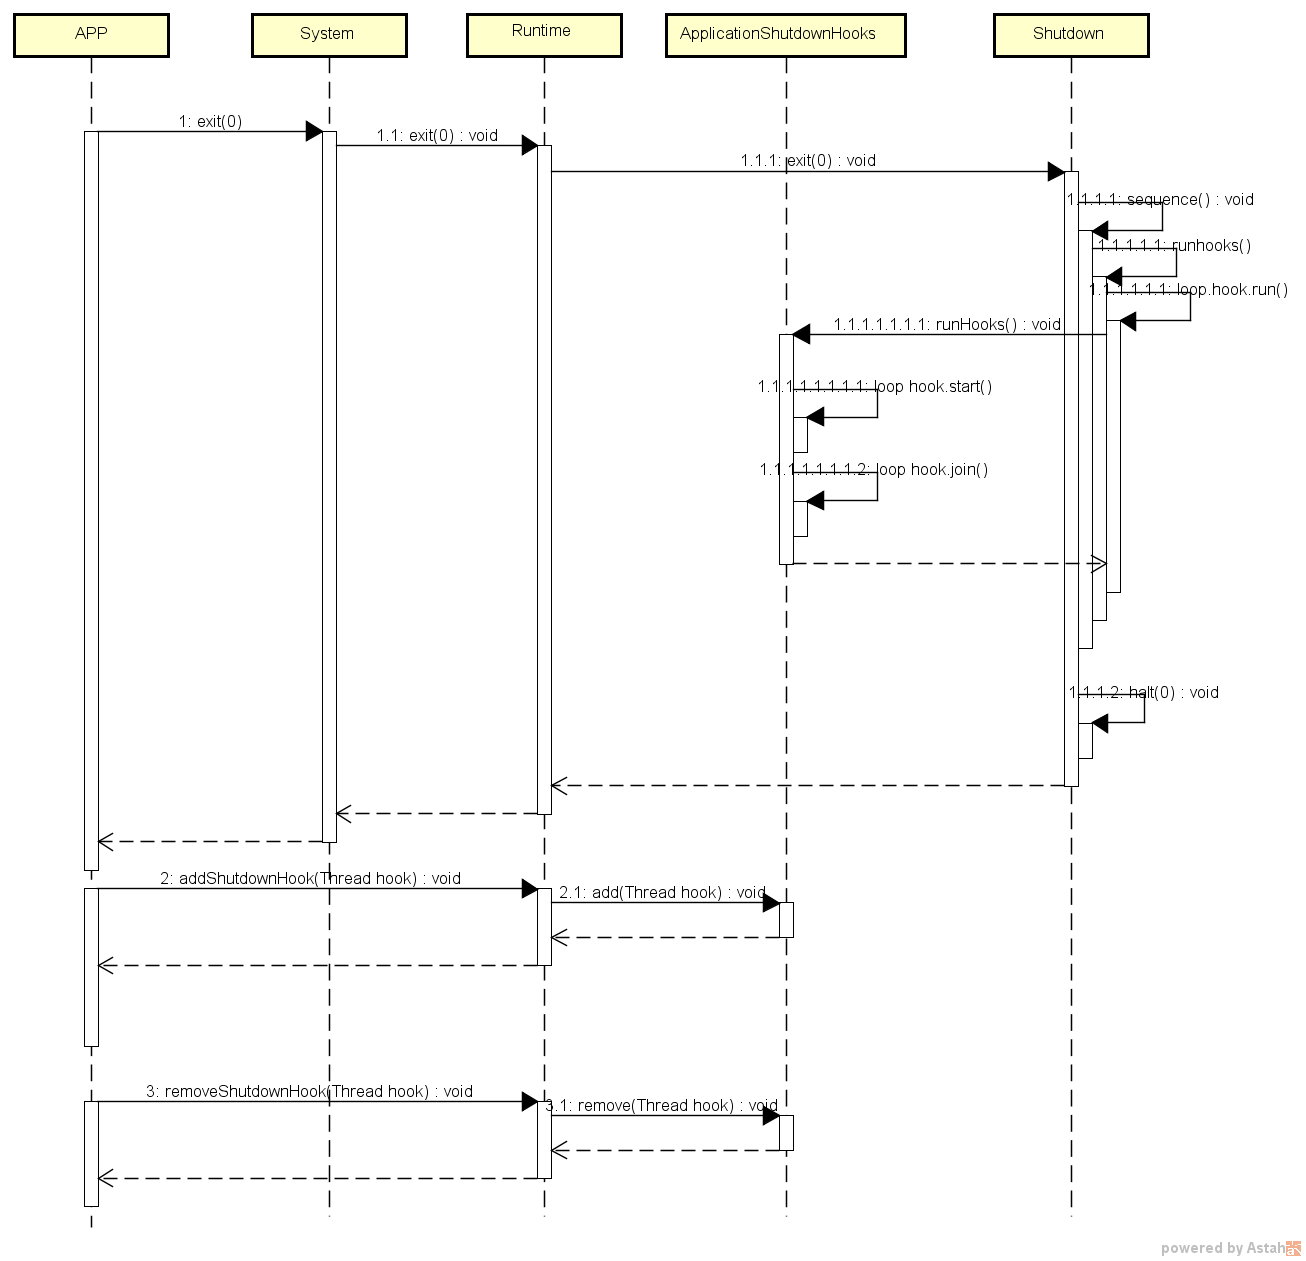 APP
System
Runtime
ApplicationShutdownHooks
Shutdown
1: exit(0)
1.1: exit(0) : void
1.1.1: exit(0) : void
1.1.1.1: sequence() : void
1.1.1.1.1: runhooks()
1.1.1.1.1.1: loop.hook.run()
1.1.1.1.1.1.1: runHooks() : void
1.1.1.1.1.1.1.1: loop hook.start()
1.1.1.1.1.1.1.2: loop hook.join()
1.1.1.2: halt(0) : void
2: addShutdownHook(Thread hook) : void
2.1: add(Thread hook) : void
3: removeShutdownHook(Thread hook) : void
3.1: remove(Thread hook) : void
powered by Astah